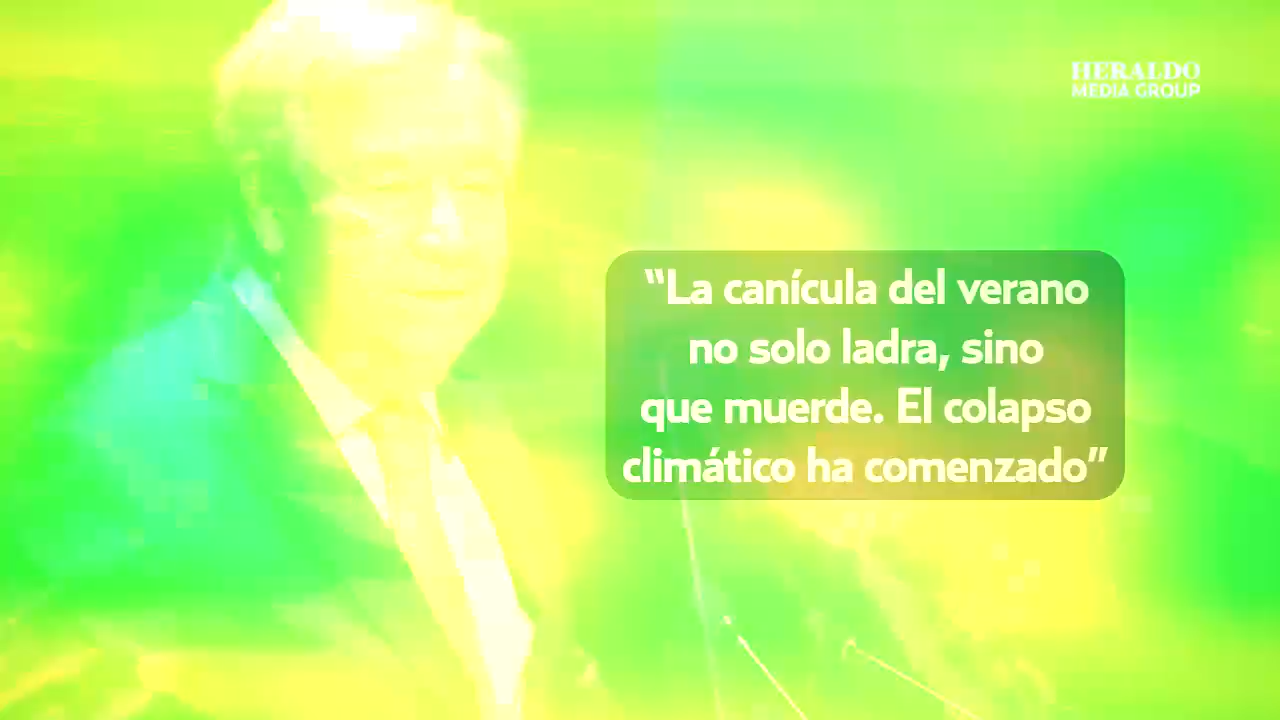 HERALDO
MEDIA GROUP
“La canícula del verano
no solo ladra, sino
que muerde. El colapso
climático ha comenzado”